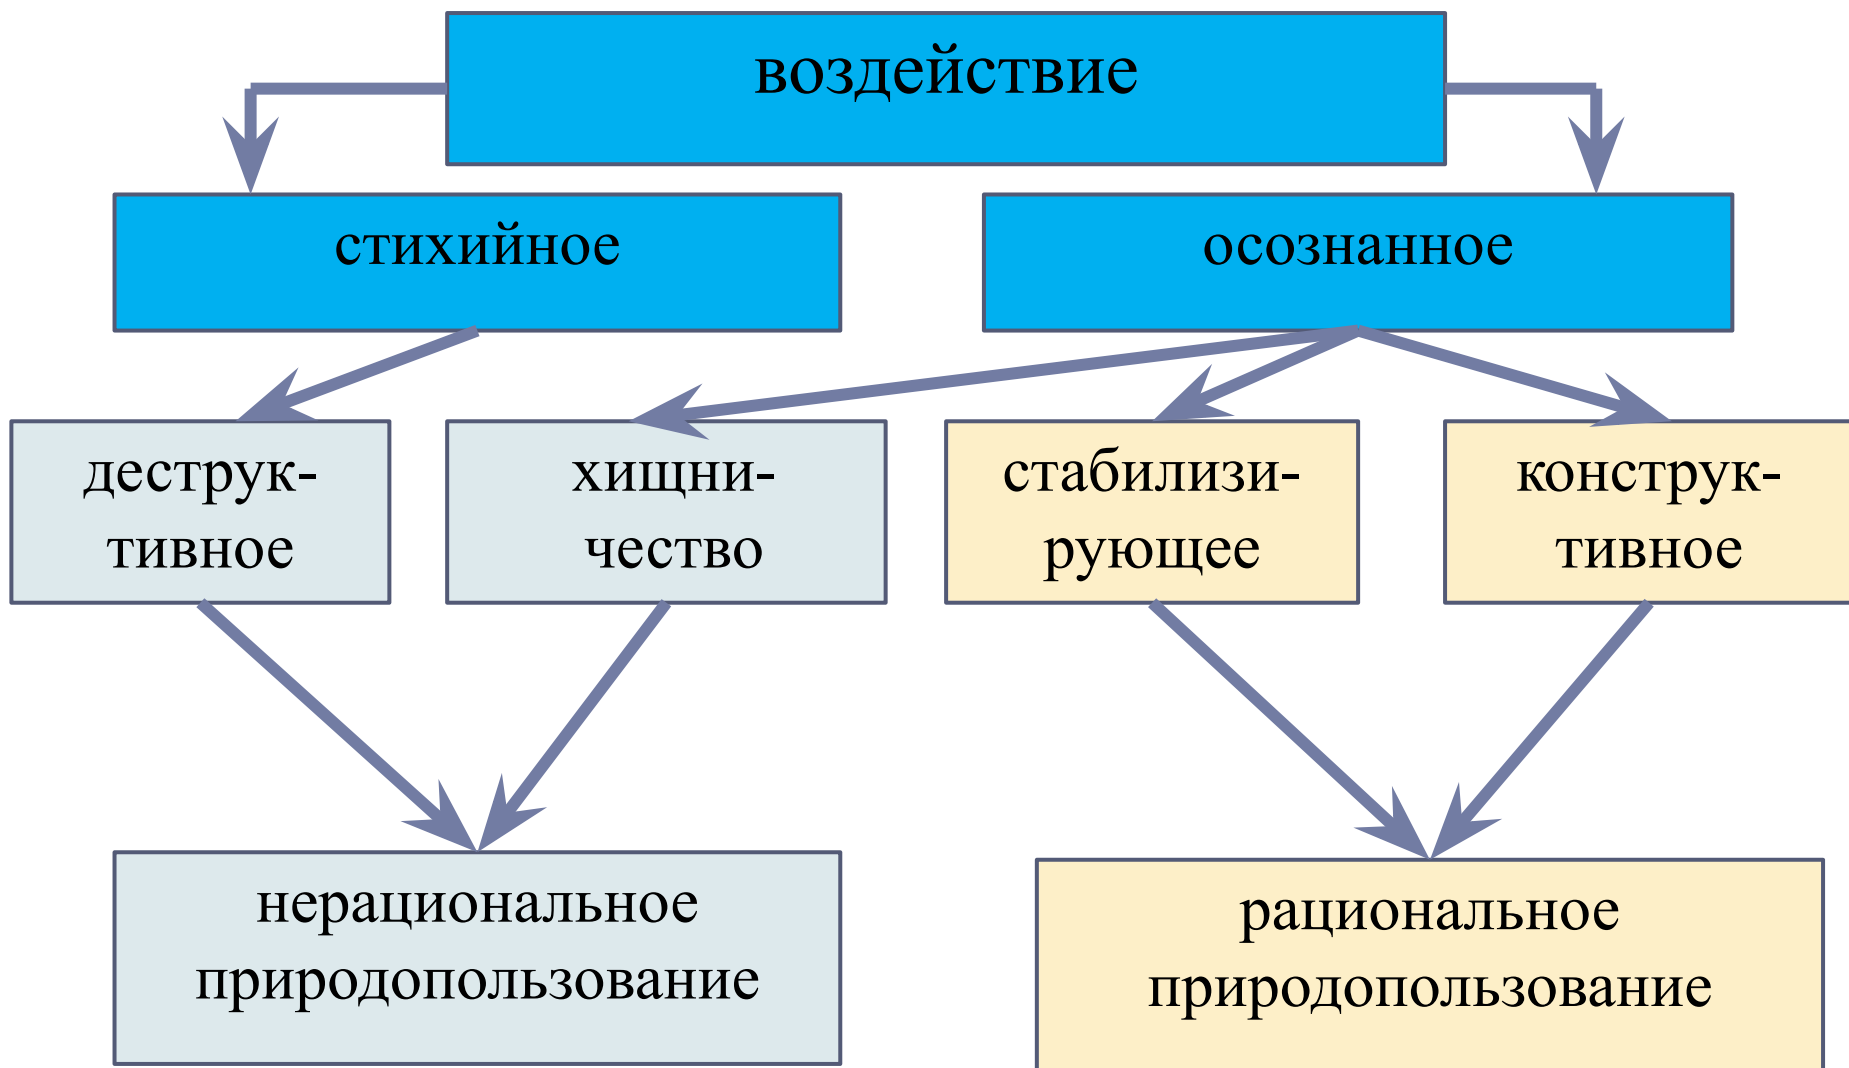 воздействие
стихийное
осознанное
деструк-
тивное
хищни-
чество
стабилизи-
рующее
конструк-
тивное
нерациональное
природопользование
рациональное
природопользование